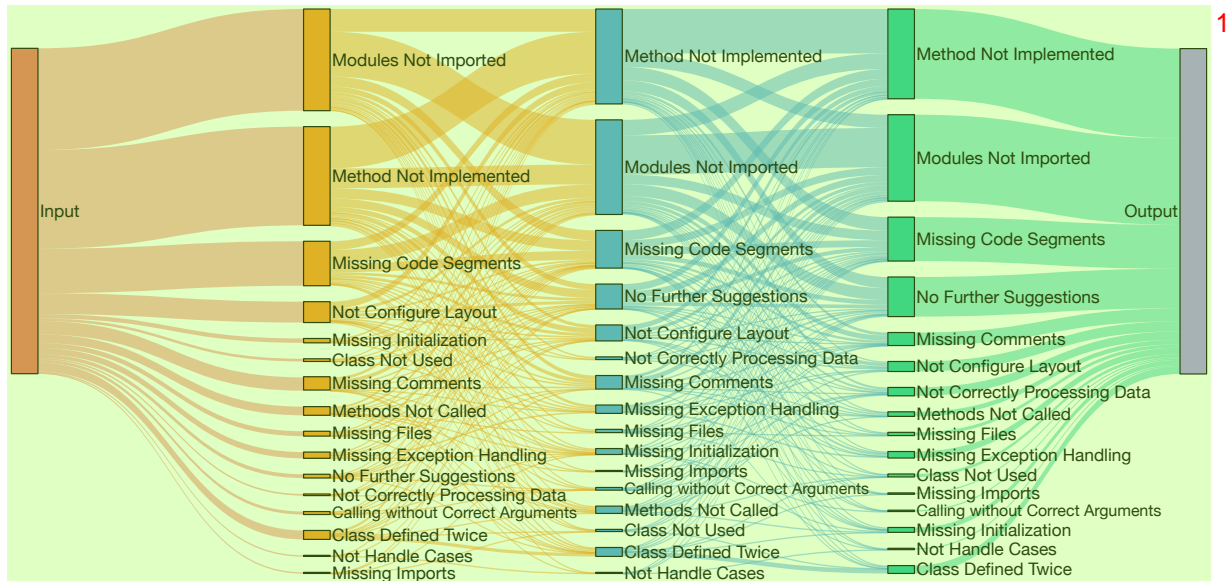 1
Input
Modules Not Imported
Method Not Implemented
Missing Code Segments
Not Configure Layout
Missing Initialization
Class Not Used
Missing Comments
Methods Not Called
Missing Files
Missing Exception Handling
No Further Suggestions
Not Correctly Processing Data
Calling without Correct Arguments
Class Defined Twice
Not Handle Cases
Missing Imports
Method Not Implemented
Modules Not Imported
Missing Code Segments
No Further Suggestions
Not Configure Layout
Not Correctly Processing Data
Missing Comments
Missing Exception Handling
Missing Files
Missing Initialization
Missing Imports
Calling without Correct Arguments
Methods Not Called
Class Not Used
Class Defined Twice
Not Handle Cases
Method Not Implemented
Modules Not Imported
Missing Code Segments
No Further Suggestions
Missing Comments
Not Configure Layout
Not Correctly Processing Data
Methods Not Called
Missing Files
Missing Exception Handling
Class Not Used
Missing Imports
Calling without Correct Arguments
Missing Initialization
Not Handle Cases
Class Defined Twice
Output